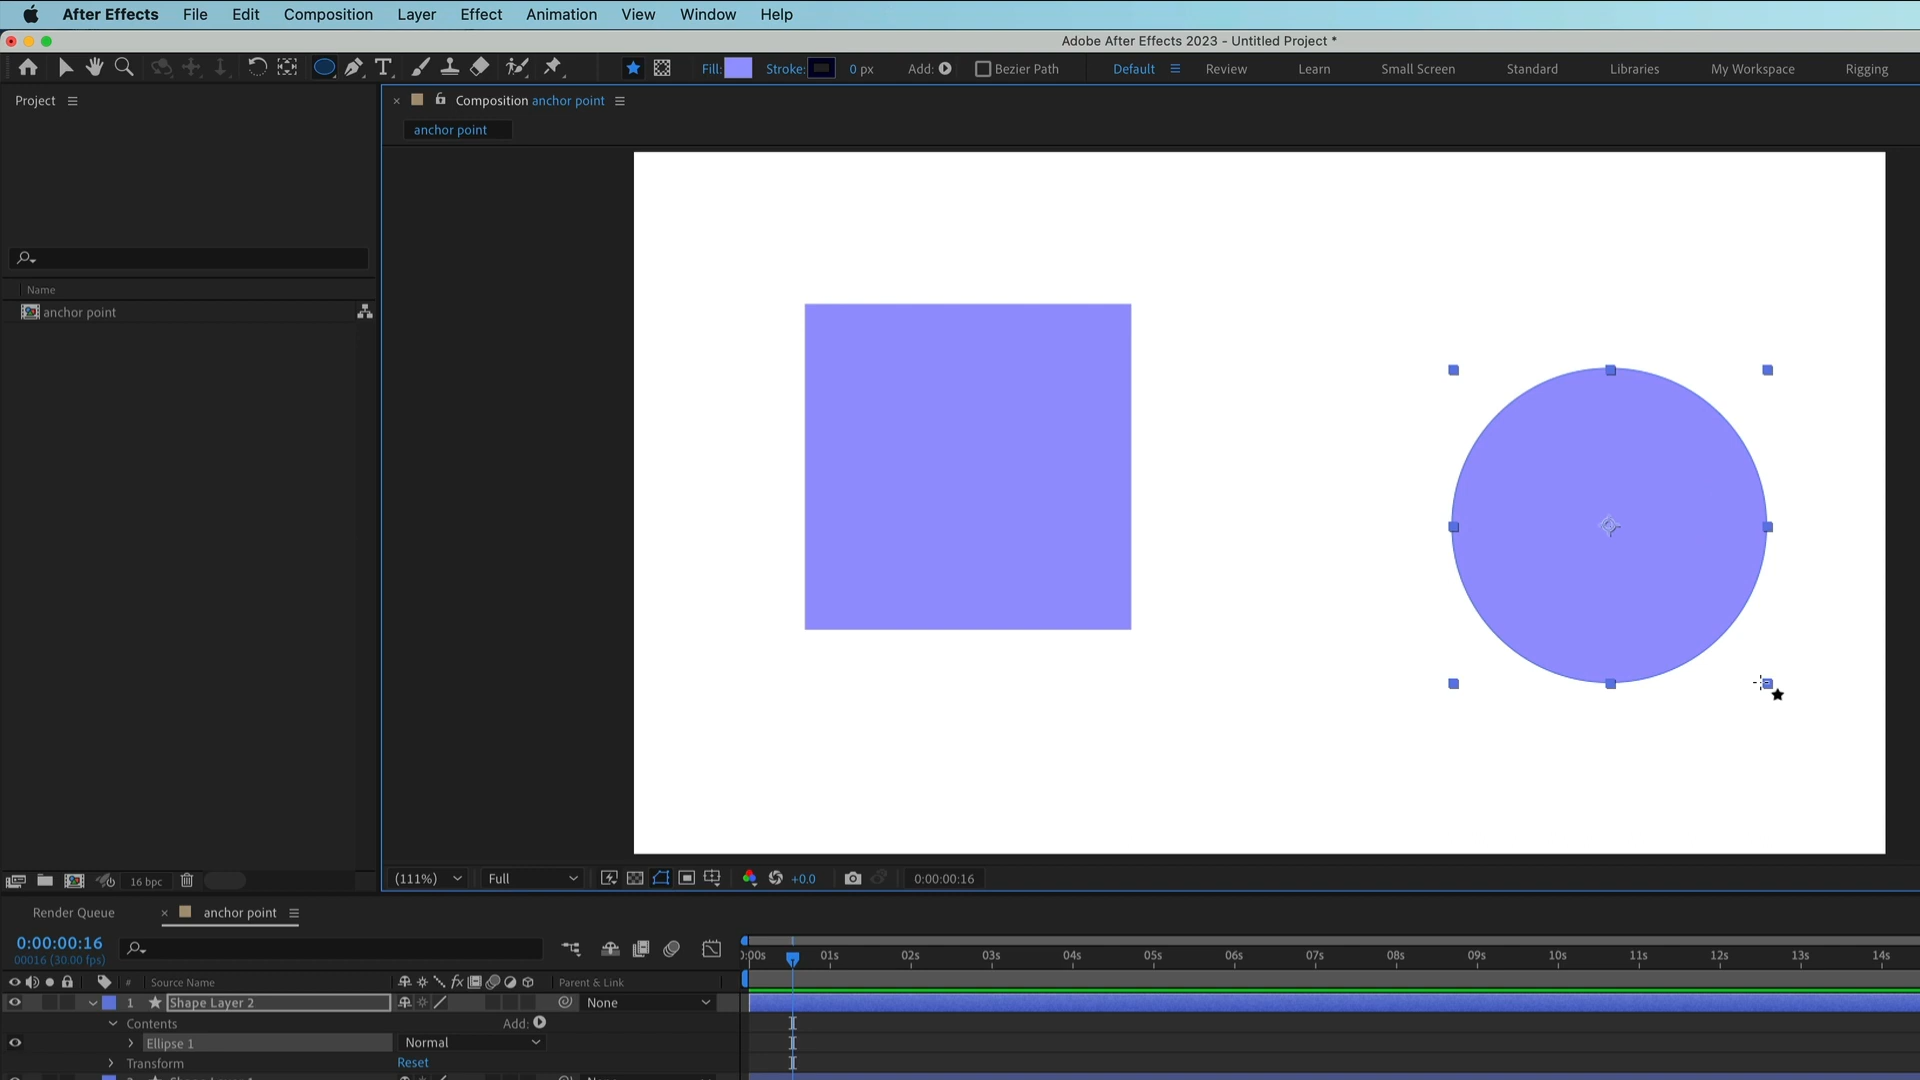 After Effects File Edit Composition Layer Effect Animation View Window Help
Adobe After Effects 2023 - Untitled Project *
Fill: Stroke: 0 px Add: Bezier Path Default Review Learn Small Screen Standard Libraries My Workspace Rigging
Project
Composition anchor point
anchor point
Name
anchor point
16 bpc
(111%) Full +0.0 0:00:00:16
Render Queue anchor point
0:00:00:16
00016 (30.00 fps)
:00s 01s 02s 03s 04s 05s 06s 07s 08s 09s 10s 11s 12s 13s 14s
# Source Name fx Parent & Link
1 Shape Layer 2 None
Contents Add:
Ellipse 1 Normal
Transform Reset